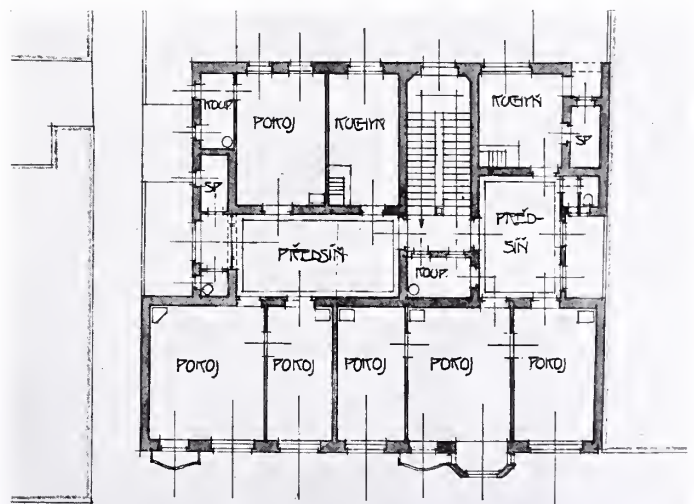 KOUP.
POKOJ
KUCHYŇ
KUCHYŇ
SP
SP
PŘEDSÍŇ
PŘED-
SÍŇ
KOUP.
POKOJ
POKOJ
POKOJ
POKOJ
POKOJ